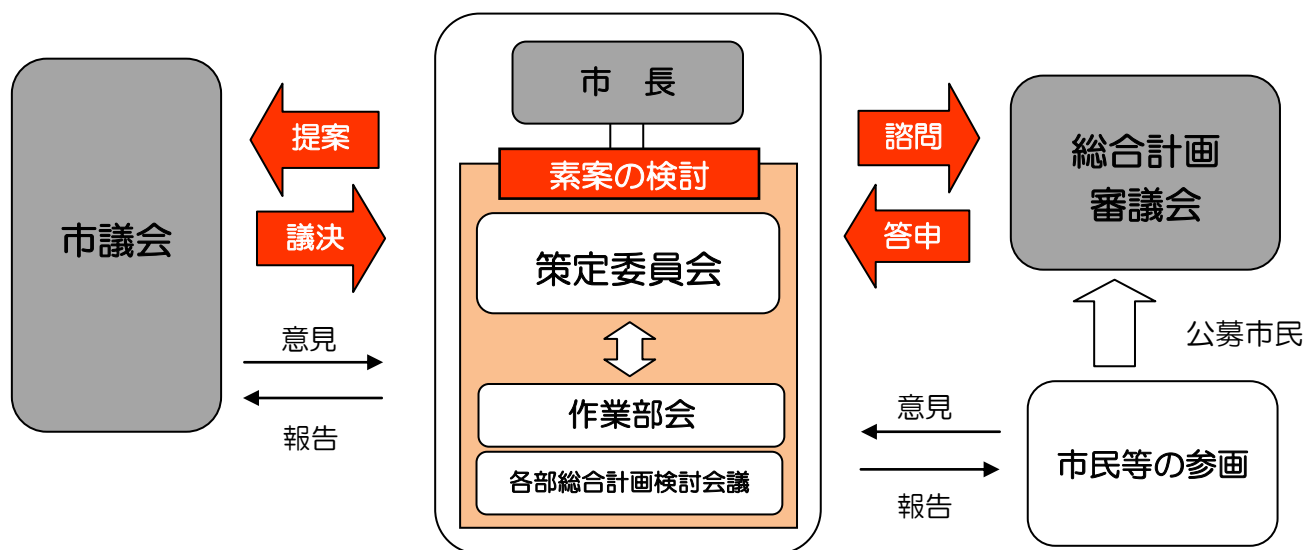 市議会
提案
議決
意見
報告
市　長
素案の検討
策定委員会
作業部会
各部総合計画検討会議
諮問
答申
総合計画
審議会
公募市民
意見
報告
市民等の参画